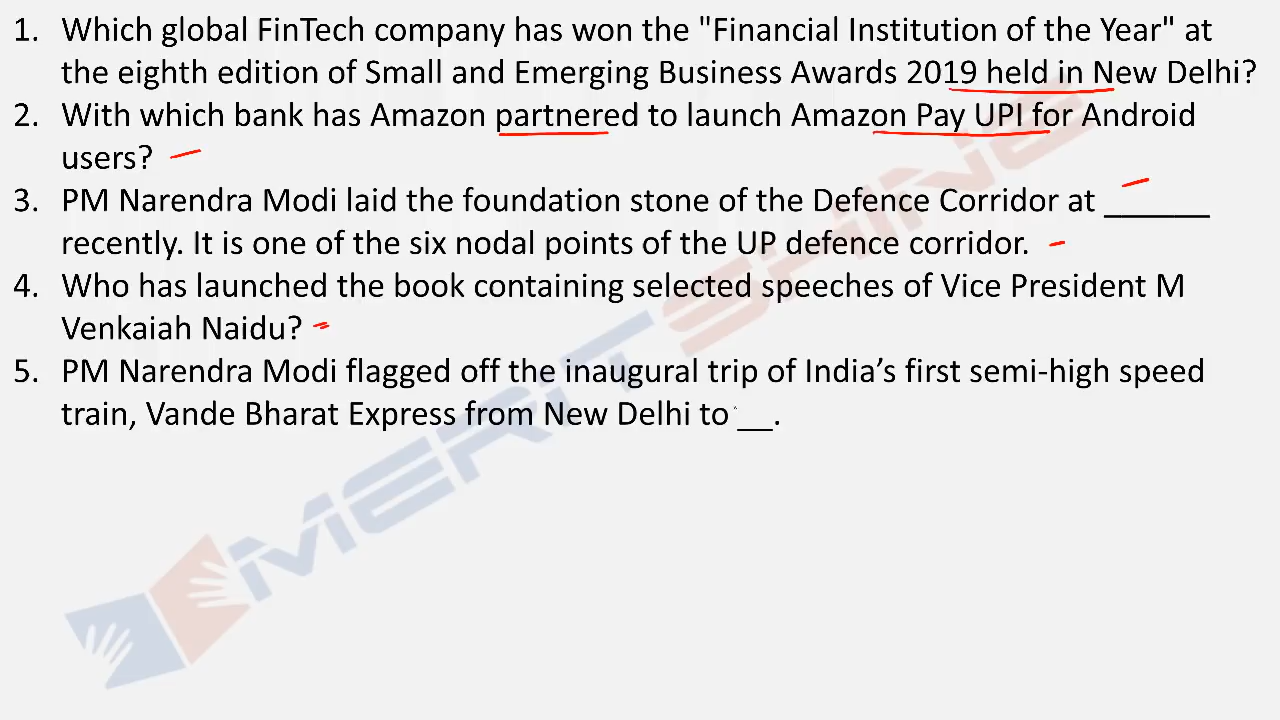 1. Which global FinTech company has won the "Financial Institution of the Year" at
the eighth edition of Small and Emerging Business Awards 2019 held in New Delhi?
2. With which bank has Amazon partnered to launch Amazon Pay UPI for Android
users?
3. PM Narendra Modi laid the foundation stone of the Defence Corridor at ______
recently. It is one of the six nodal points of the UP defence corridor.
4. Who has launched the book containing selected speeches of Vice President M
Venkaiah Naidu?
5. PM Narendra Modi flagged off the inaugural trip of India’s first semi-high speed
train, Vande Bharat Express from New Delhi to __.
MERITSHINE